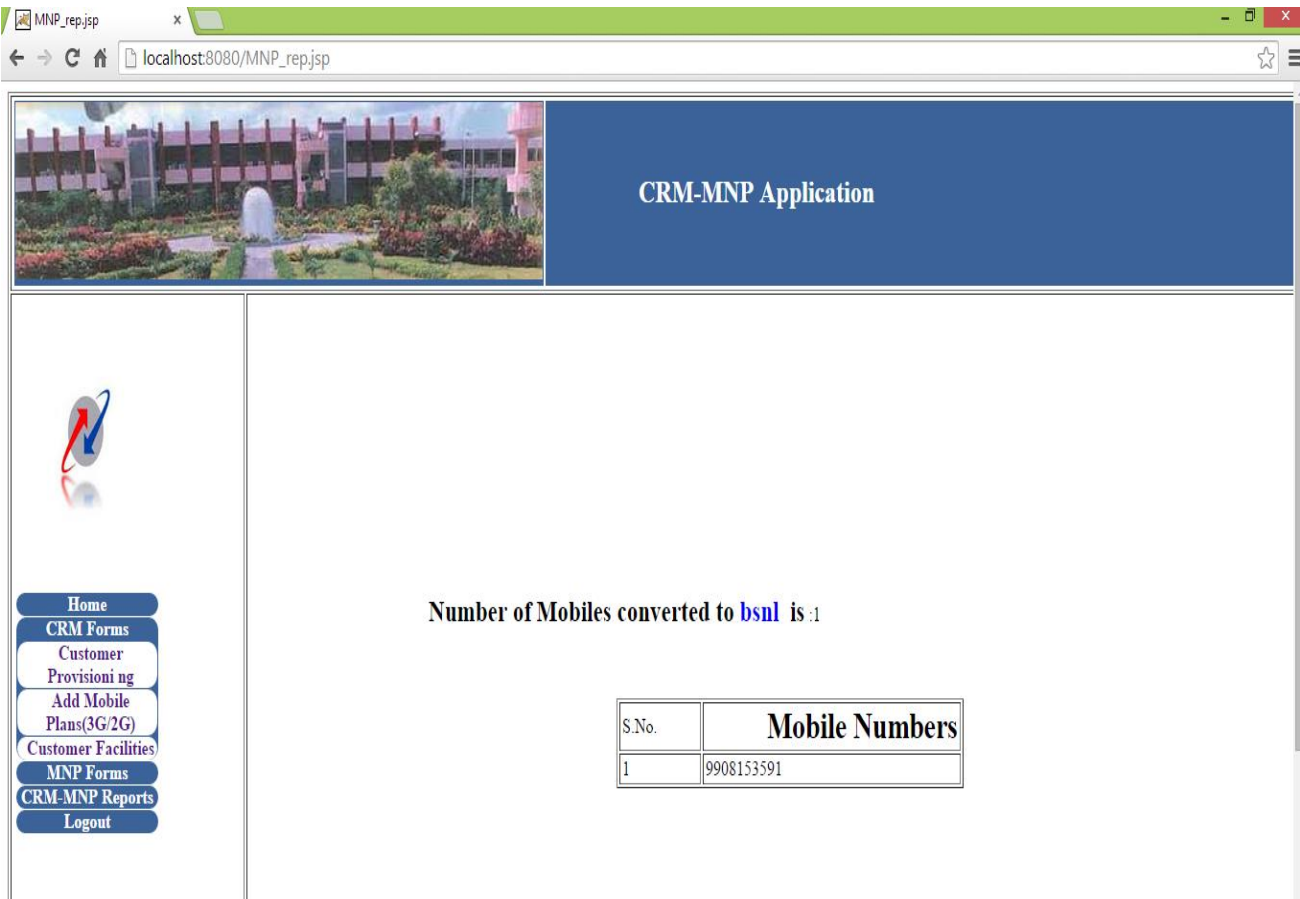 MNP_rep.jsp
localhost:8080/MNP_rep.jsp
CRM-MNP Application
Home
CRM Forms
Customer
Provisioni ng
Add Mobile
Plans(3G/2G)
Customer Facilities
MNP Forms
CRM-MNP Reports
Logout
Number of Mobiles converted to bsnl is :1
S.No. Mobile Numbers
1 9908153591